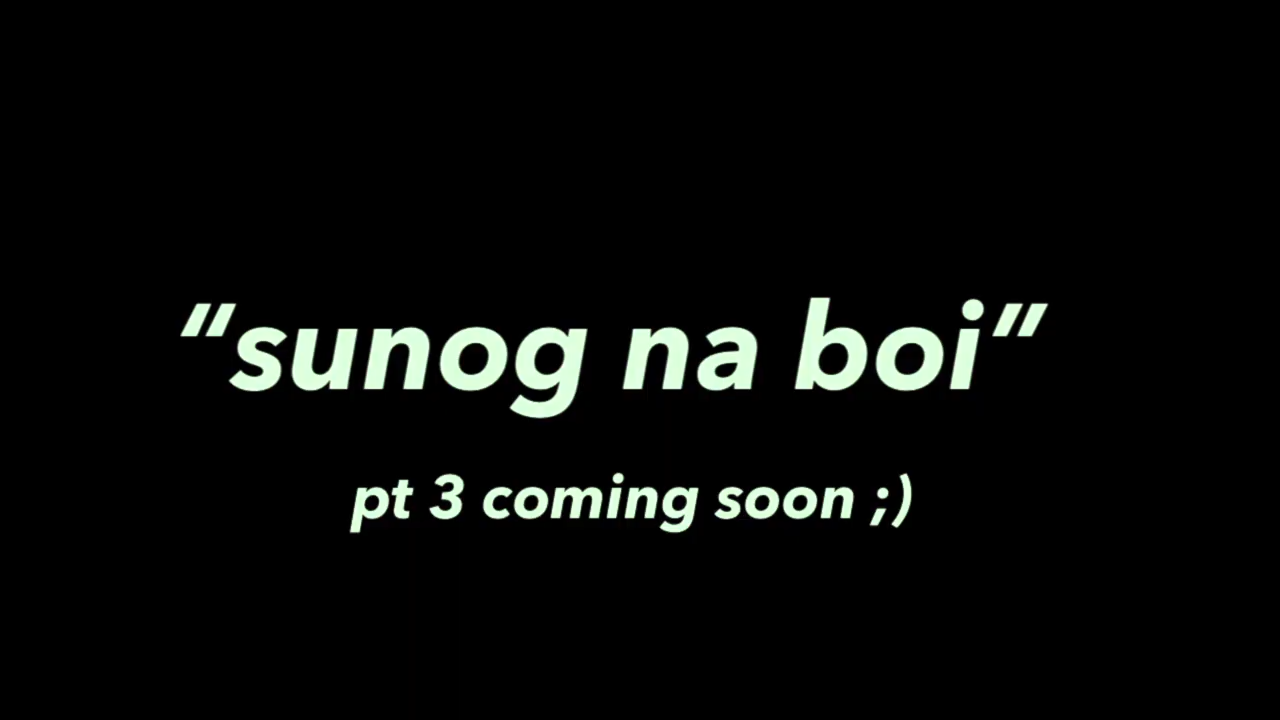 “sunog na boi”
pt 3 coming soon ;)